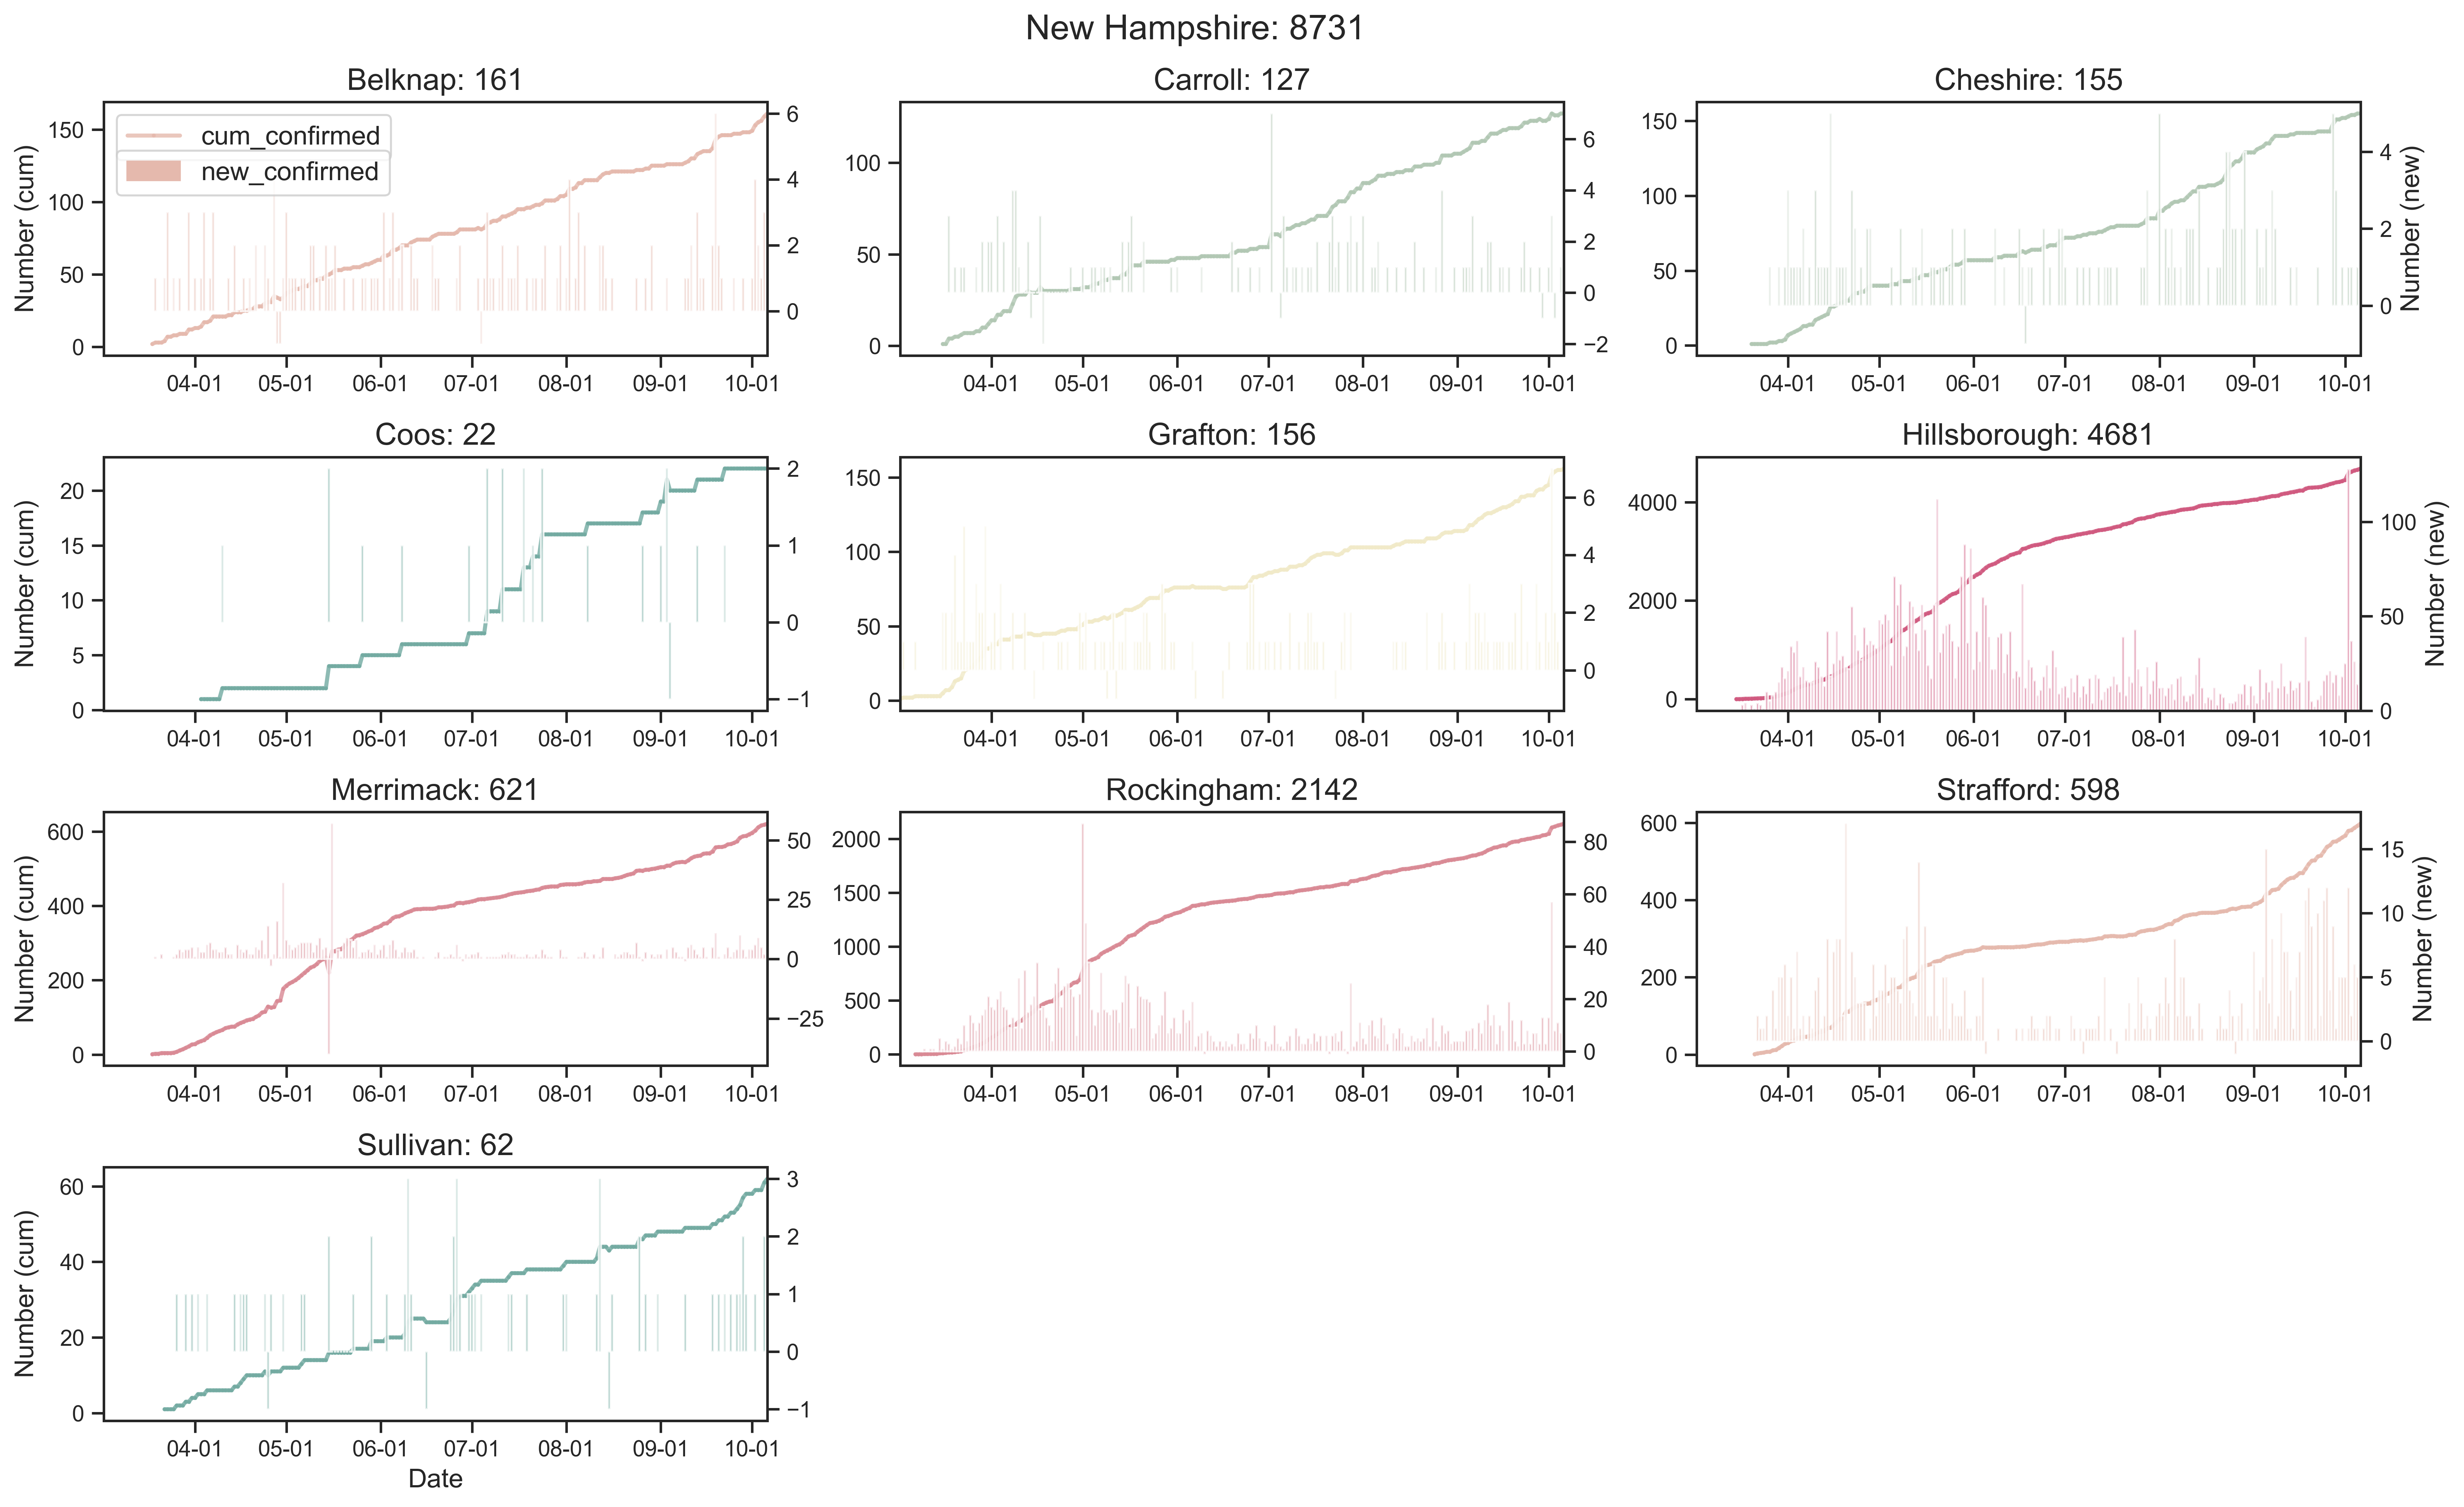 New Hampshire: 8731
Belknap: 161
Number (cum)
150
100
50
0
cum_confirmed
new_confirmed
6
4
2
0
04-01 05-01 06-01 07-01 08-01 09-01 10-01
Carroll: 127
100
50
0
6
4
2
0
−2
04-01 05-01 06-01 07-01 08-01 09-01 10-01
Cheshire: 155
150
100
50
0
4
2
0
Number (new)
04-01 05-01 06-01 07-01 08-01 09-01 10-01
Coos: 22
Number (cum)
20
15
10
5
0
2
1
0
−1
04-01 05-01 06-01 07-01 08-01 09-01 10-01
Grafton: 156
150
100
50
0
6
4
2
0
04-01 05-01 06-01 07-01 08-01 09-01 10-01
Hillsborough: 4681
4000
2000
0
100
50
0
Number (new)
04-01 05-01 06-01 07-01 08-01 09-01 10-01
Merrimack: 621
Number (cum)
600
400
200
0
50
25
0
−25
04-01 05-01 06-01 07-01 08-01 09-01 10-01
Rockingham: 2142
2000
1500
1000
500
0
80
60
40
20
0
04-01 05-01 06-01 07-01 08-01 09-01 10-01
Strafford: 598
600
400
200
0
15
10
5
0
Number (new)
04-01 05-01 06-01 07-01 08-01 09-01 10-01
Sullivan: 62
Number (cum)
60
40
20
0
3
2
1
0
−1
04-01 05-01 06-01 07-01 08-01 09-01 10-01
Date